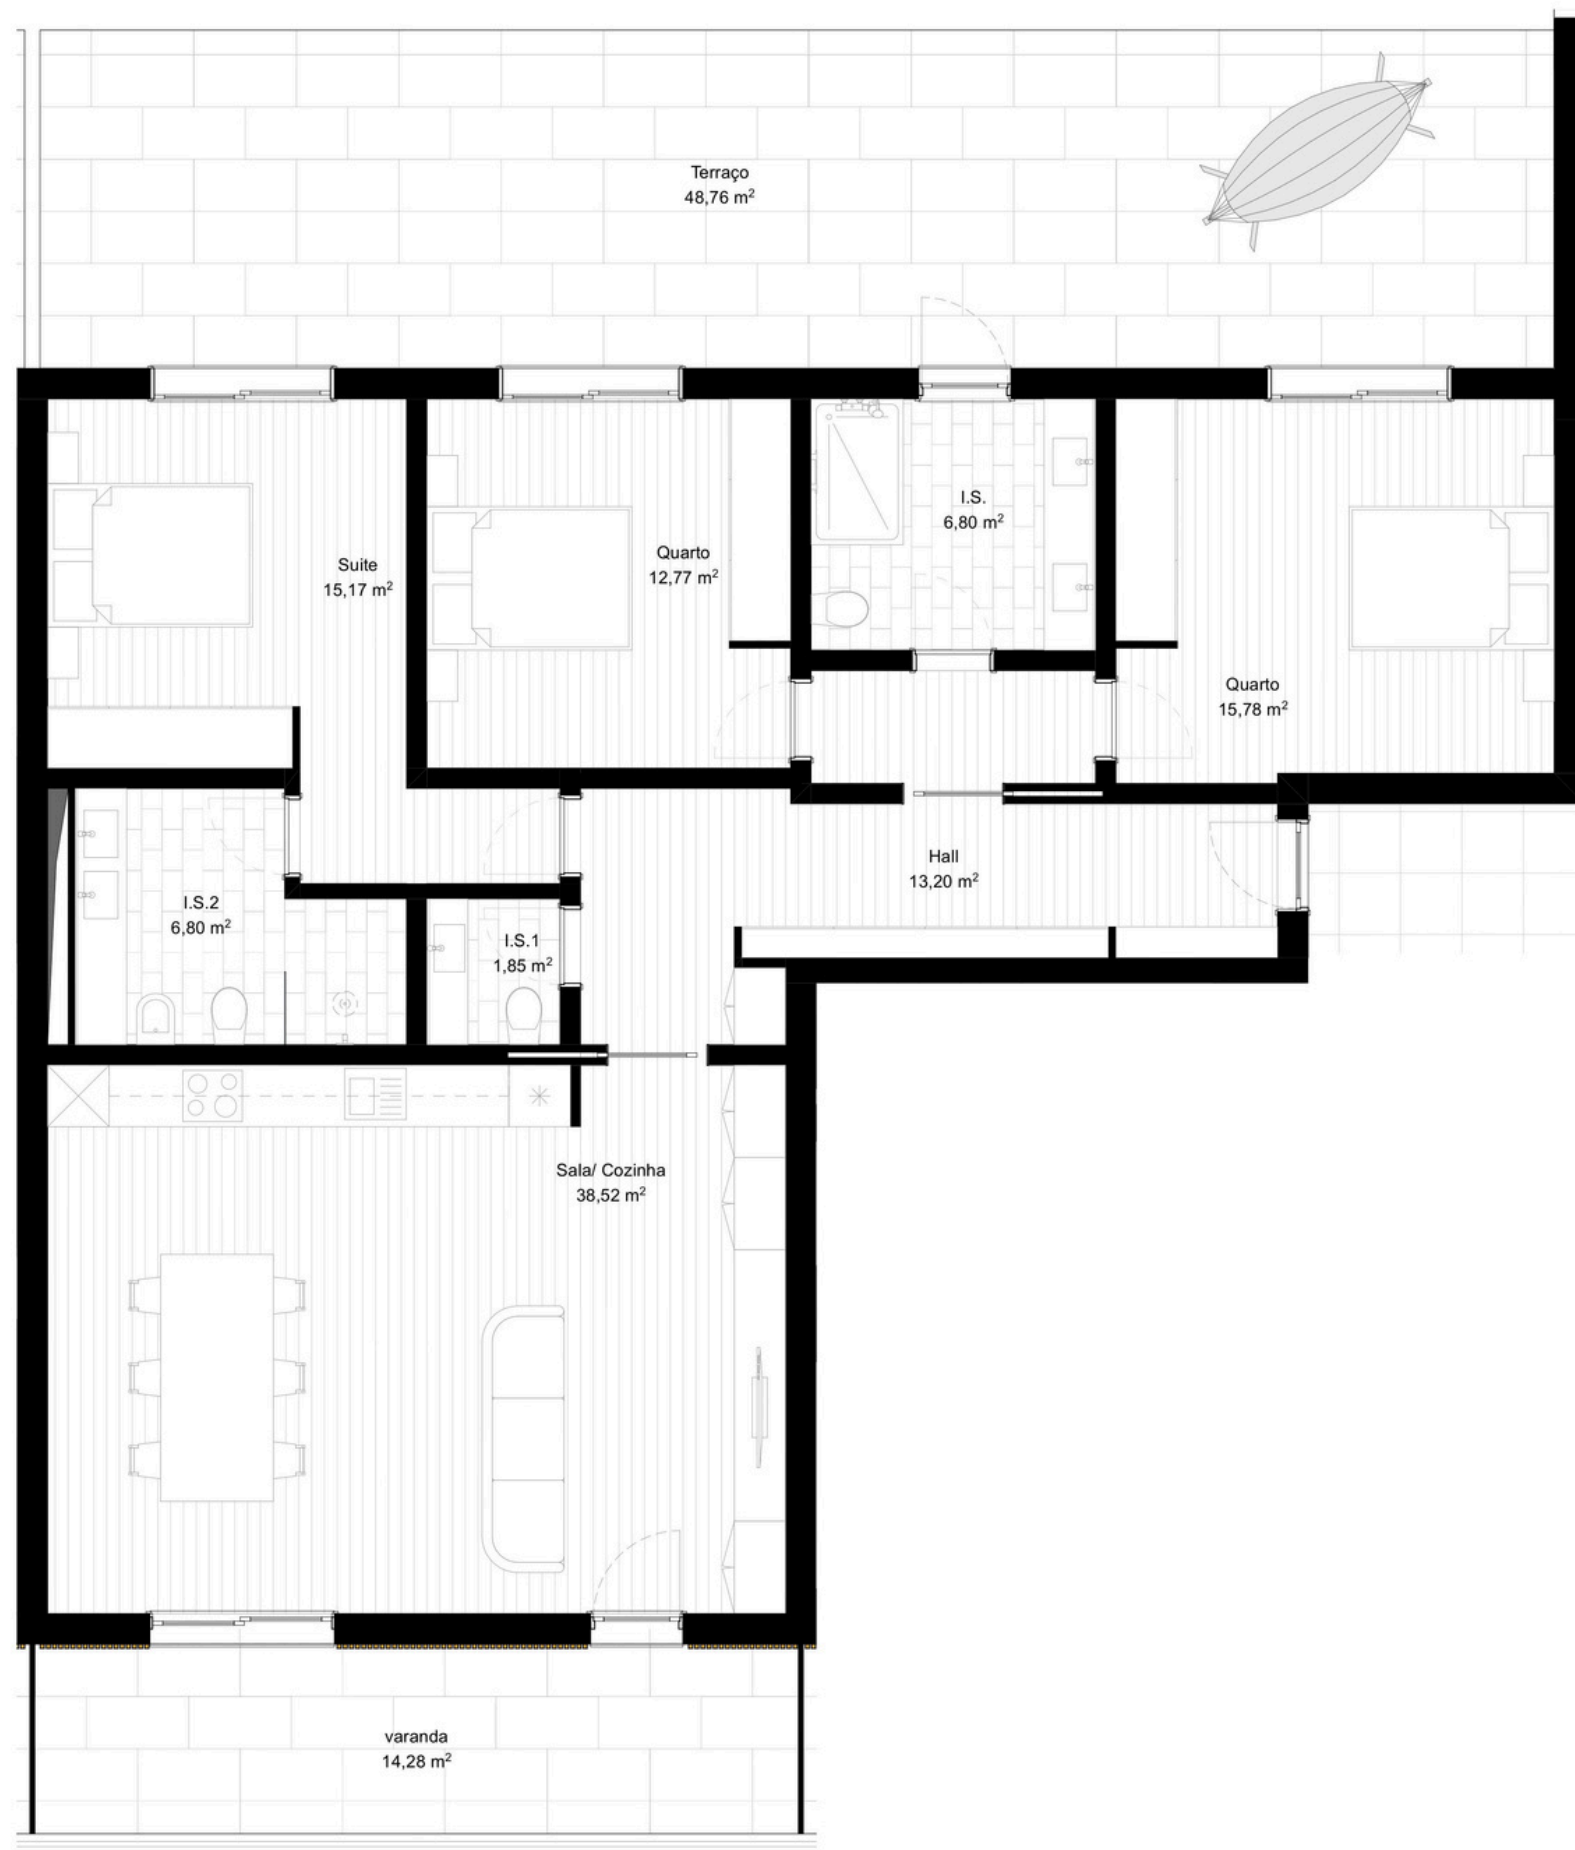 Terraço
48,76 m²
Suite
15,17 m²
Quarto
12,77 m²
I.S.
6,80 m²
Quarto
15,78 m²
Hall
13,20 m²
I.S.2
6,80 m²
I.S.1
1,85 m²
Sala/ Cozinha
38,52 m²
varanda
14,28 m²